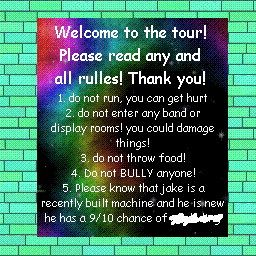 Welcome to the tour!
Please read any and
all rulles! Thank you!
1. do not run, you can get hurt
2. do not enter any band or
display rooms! you could damage
things!
3. do not throw food!
4. Do not BULLY anyone!
5. Please know that jake is a
recently built machine and he is new
he has a 9/10 chance of